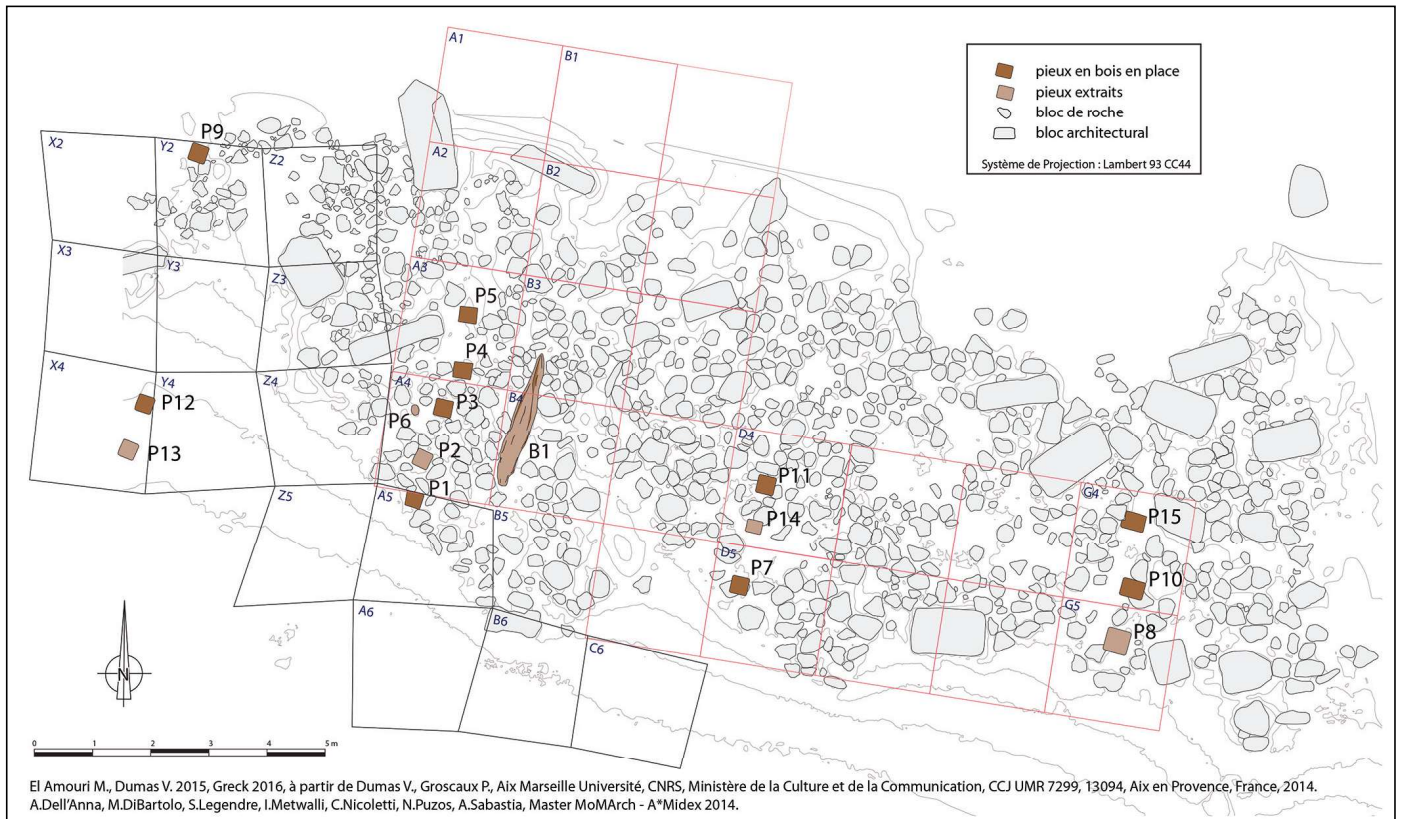 A1
B1
pieux en bois en place
pieux extraits
bloc de roche
bloc architectural
Système de Projection : Lambert 93 CC44
X2
Y2
P9
Z2
A2
B2
X3
Y3
Z3
A3
B3
P5
X4
Y4
Z4
P4
A4
B4
P12
P6
P3
D4
P13
P2
B1
P11
G4
Z5
A5
P1
B5
P14
P15
D5
P7
P10
A6
B6
G5
C6
P8
N
0 1 2 3 4 5 m
El Amouri M., Dumas V. 2015, Greck 2016, à partir de Dumas V., Groscaux P., Aix Marseille Université, CNRS, Ministère de la Culture et de la Communication, CCJ UMR 7299, 13094, Aix en Provence, France, 2014.
A.Dell'Anna, M.DiBartolo, S.Legendre, I.Metwalli, C.Nicoletti, N.Puzos, A.Sabastia, Master MoMArch - A*Midex 2014.